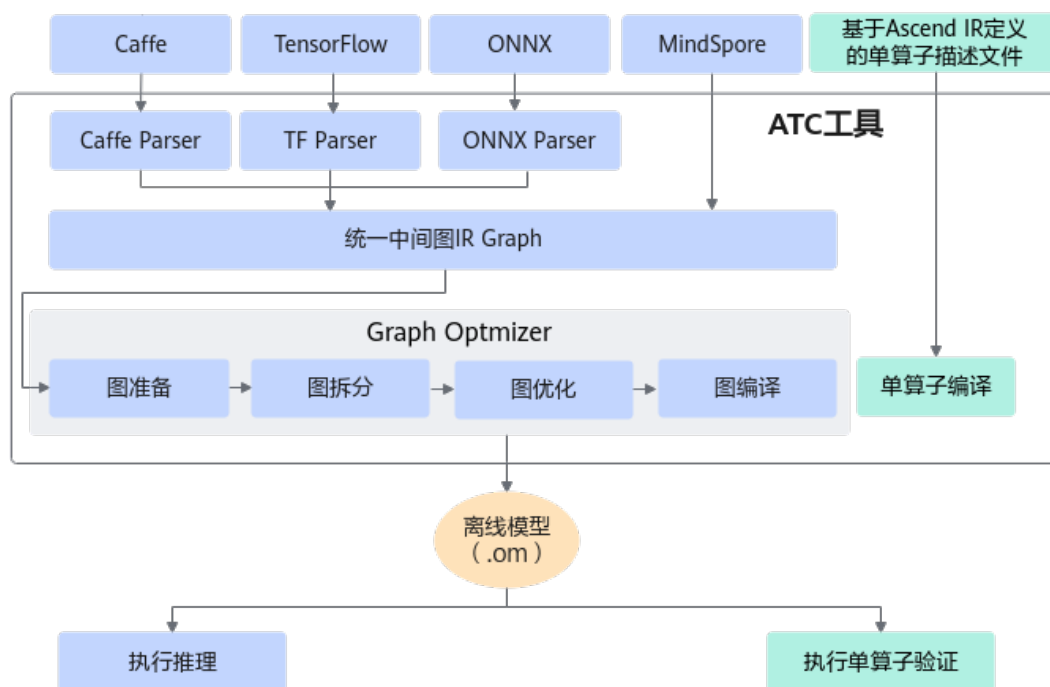 Caffe
TensorFlow
ONNX
MindSpore
基于Ascend IR定义
的单算子描述文件
ATC工具
Caffe Parser
TF Parser
ONNX Parser
统一中间图IR Graph
Graph Optmizer
图准备
图拆分
图优化
图编译
单算子编译
离线模型
（.om）
执行推理
执行单算子验证